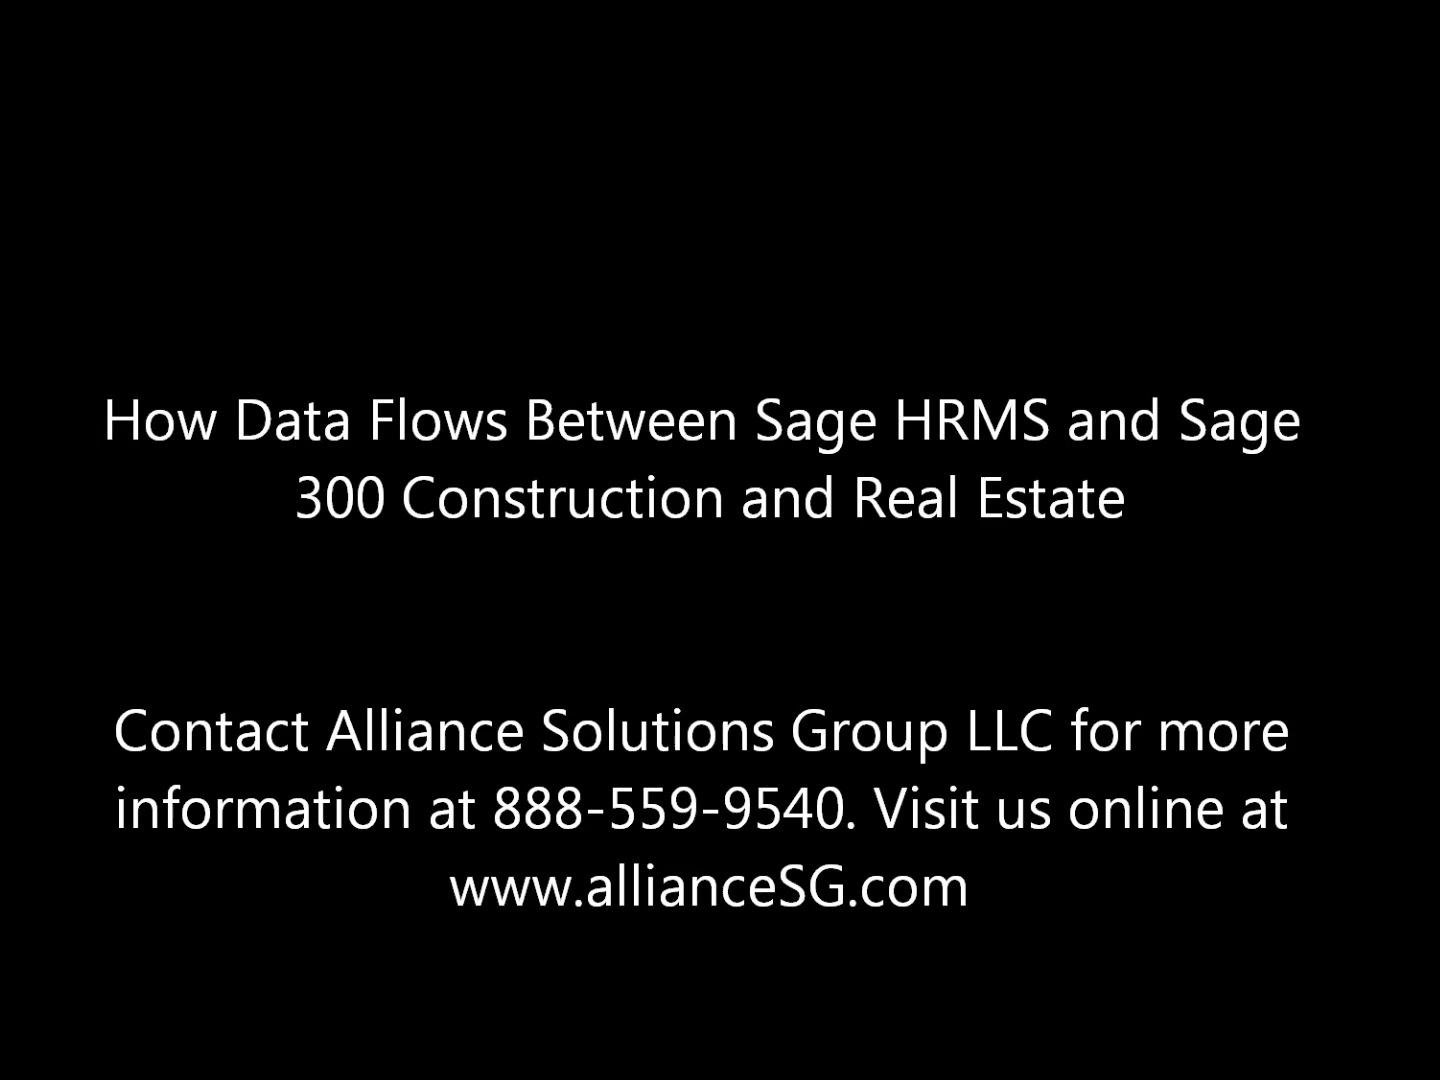 How Data Flows Between Sage HRMS and Sage
300 Construction and Real Estate
Contact Alliance Solutions Group LLC for more
information at 888-559-9540. Visit us online at
www.allianceSG.com